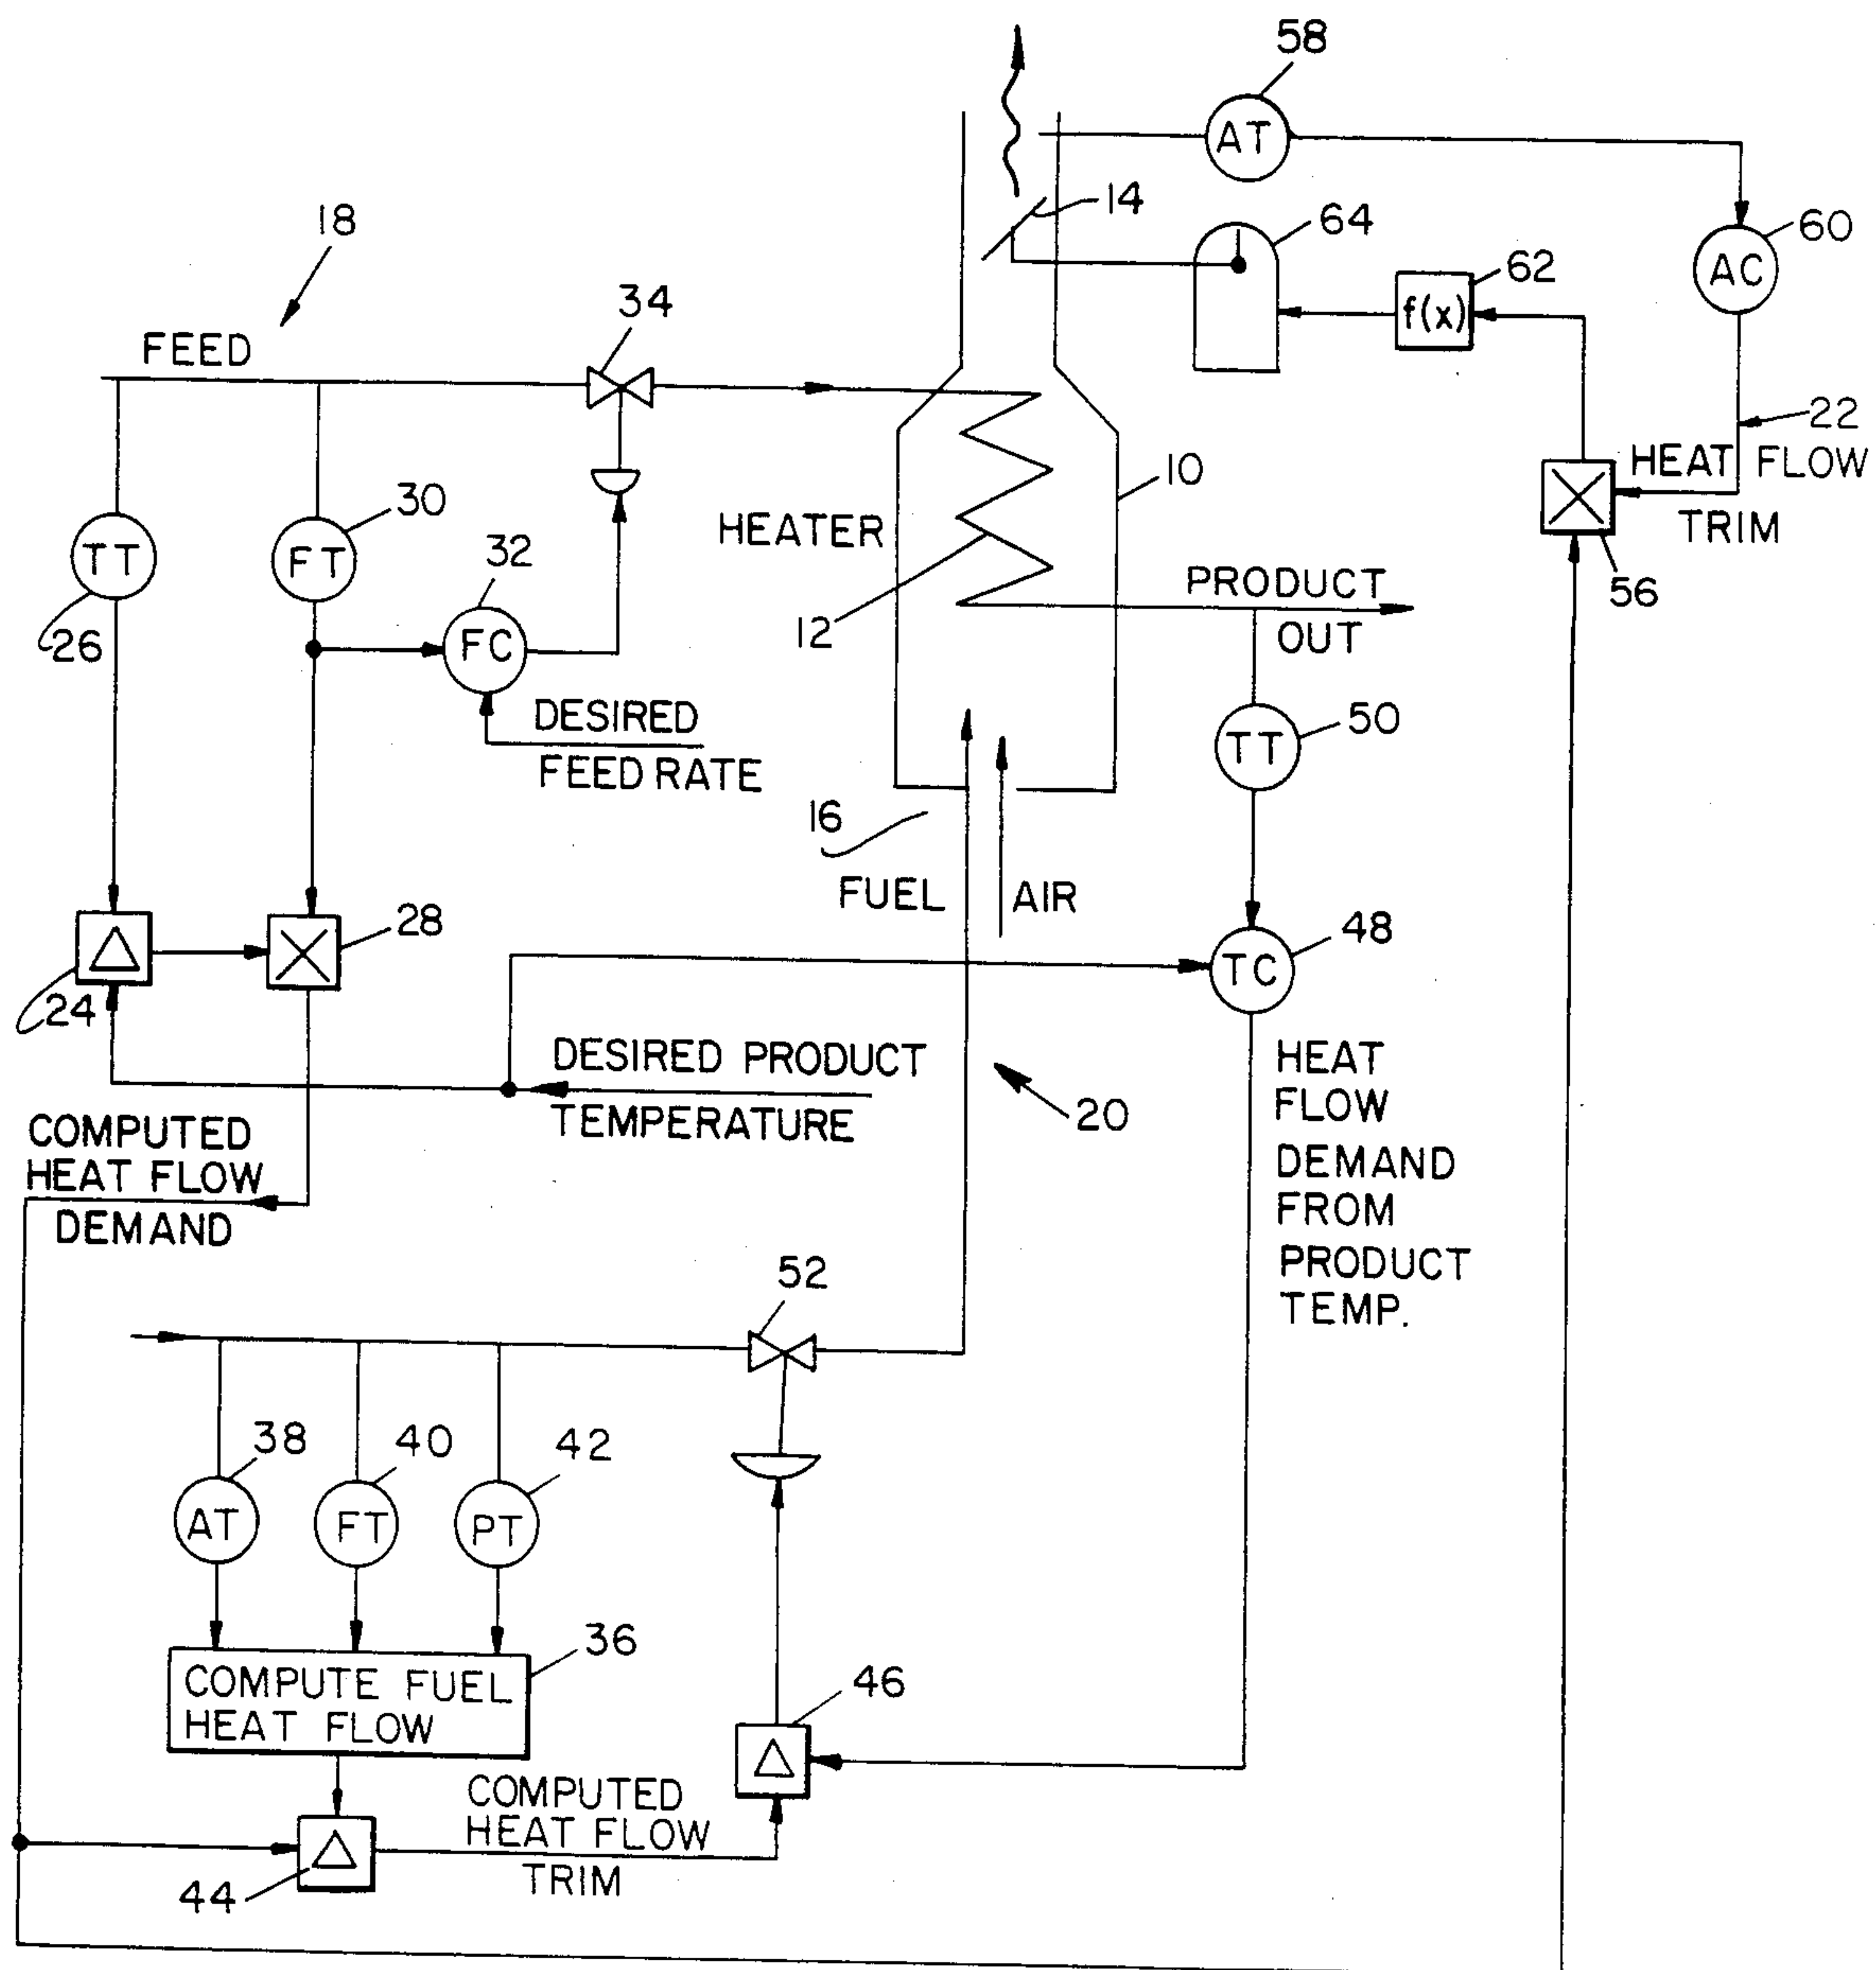 58
AT
14
64
60
AC
18
62
f(x)
34
FEED
22
HEAT FLOW
TRIM
10
30
HEATER
TT
FT
32
56
PRODUCT
OUT
12
26
FC
DESIRED
FEED RATE
50
TT
16
FUEL
AIR
28
48
TC
24
DESIRED PRODUCT
TEMPERATURE
20
HEAT
FLOW
DEMAND
FROM
PRODUCT
TEMP.
COMPUTED
HEAT FLOW
DEMAND
52
38
40
42
AT
FT
PT
36
COMPUTE FUEL
HEAT FLOW
46
COMPUTED
HEAT FLOW
TRIM
44